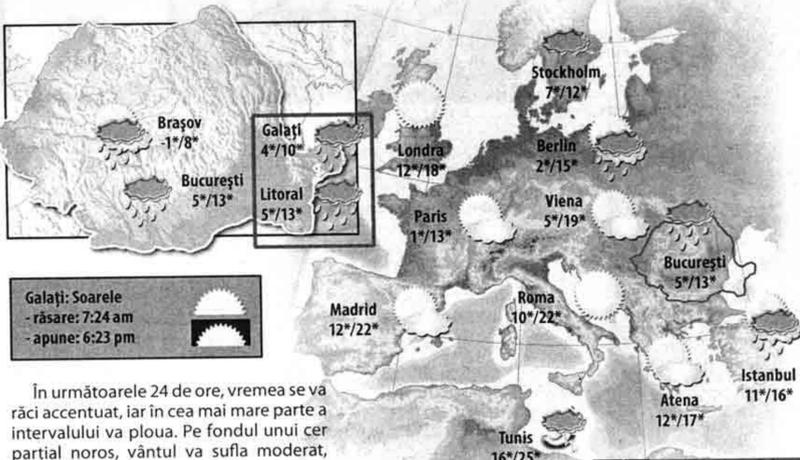 Brașov
-1*/8*
București
5*/13*
Galați
4*/10*
Litoral
5*/13*
Stockholm
7*/12*
Londra
12*/18*
Berlin
2*/15*
Paris
1*/13*
Viena
5*/19*
București
5*/13*
Madrid
12*/22*
Roma
10*/22*
Istanbul
11*/16*
Atena
12*/17*
Tunis
16*/25*
Galați: Soarele
- răsare: 7:24 am
- apune: 6:23 pm
În următoarele 24 de ore, vremea se va
răci accentuat, iar în cea mai mare parte a
intervalului va ploua. Pe fondul unui cer
parțial noros, vântul va sufla moderat,